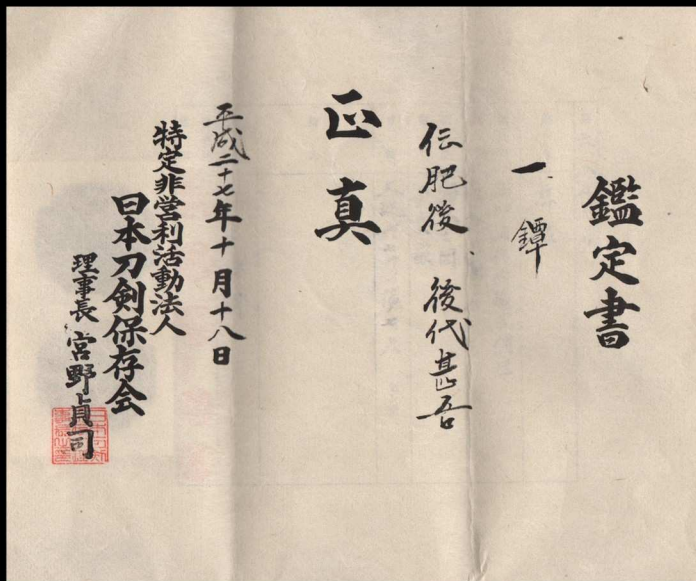 鑑定書
一、鐔
伝肥後、後代甚吾
正真
平成二十七年十月十八日
特定非営利活動法人
日本刀剣保存会
理事長 宮野貞司